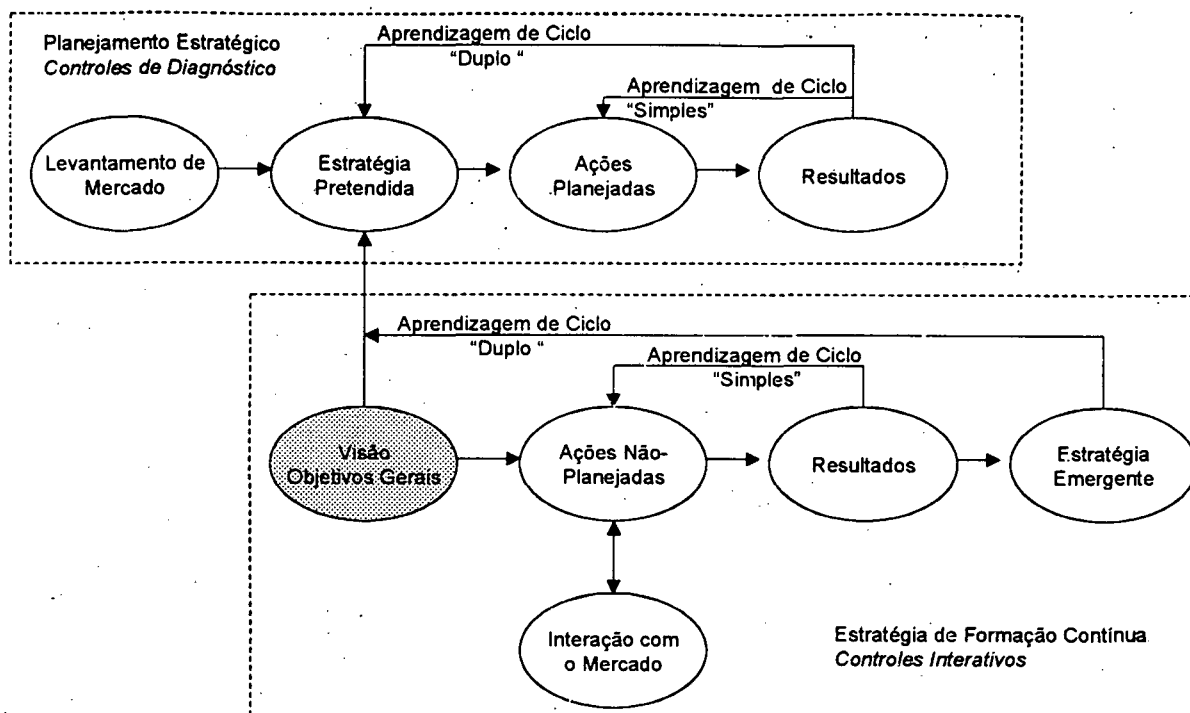 Planejamento Estratégico
Controles de Diagnóstico
Aprendizagem de Ciclo
"Duplo "
Aprendizagem de Ciclo
"Simples"
Levantamento de
Mercado
Estratégia
Pretendida
Ações
Planejadas
Resultados
Aprendizagem de Ciclo
"Duplo "
Aprendizagem de Ciclo
"Simples"
Visão
Objetivos Gerais
Ações Não-
Planejadas
Resultados
Estratégia
Emergente
Interação com
o Mercado
Estratégia de Formação Contínua
Controles Interativos